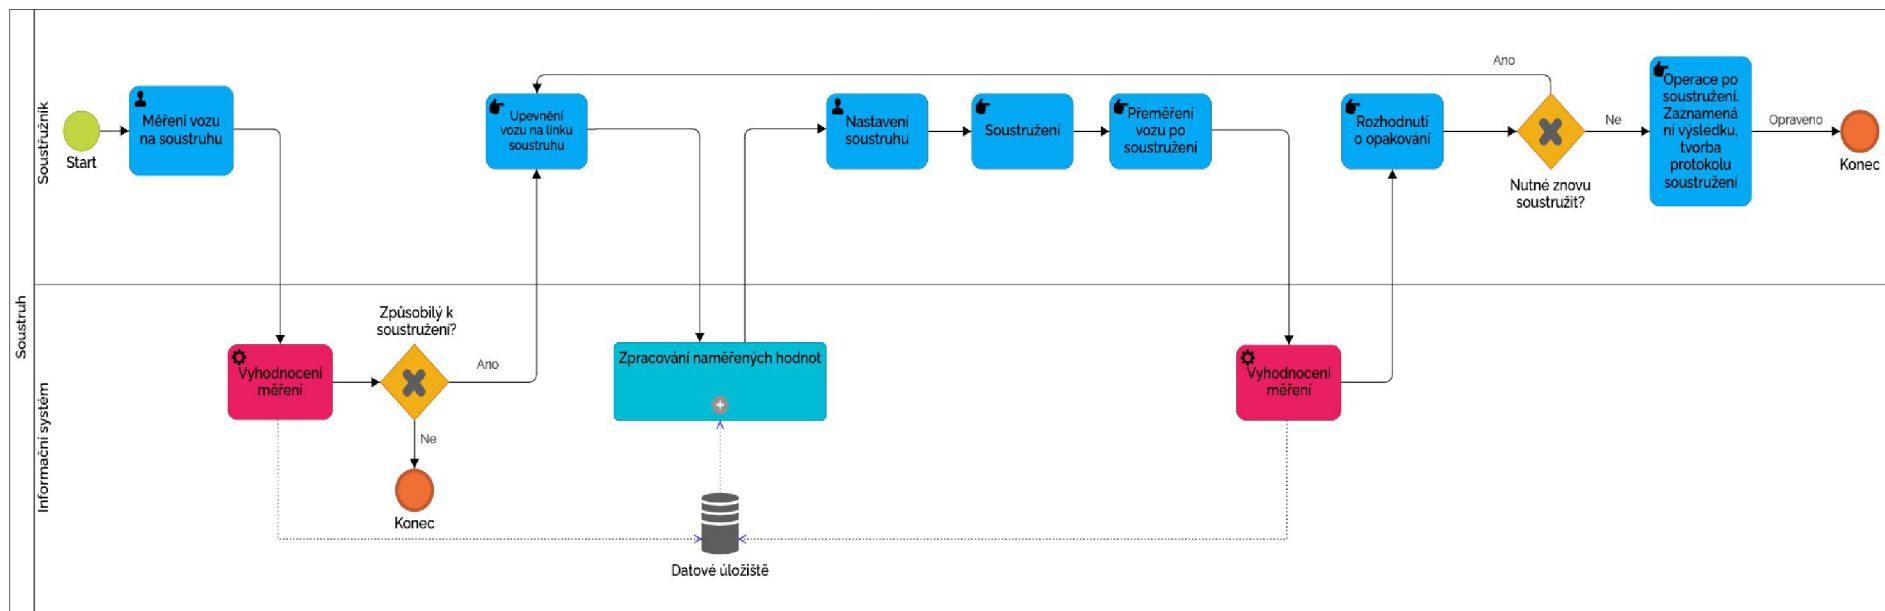 Soustruh
Soustružník
Start
Měření vozu
na soustruhu
Upevnění
vozu na linku
soustruhu
Nastavení
soustruhu
Soustružení
Přeměření
vozu po
soustružení
Rozhodnutí
o opakování
Ano
Nutné znovu
soustružit?
Ne
Operace po
soustružení.
Zaznamená
ní výsledku,
tvorba
protokolu
soustružení
Opraveno
Konec
Informační systém
Vyhodnocení
měření
Způsobilý k
soustružení?
Ano
Ne
Konec
Zpracování naměřených hodnot
Datové úložiště
Vyhodnocení
měření